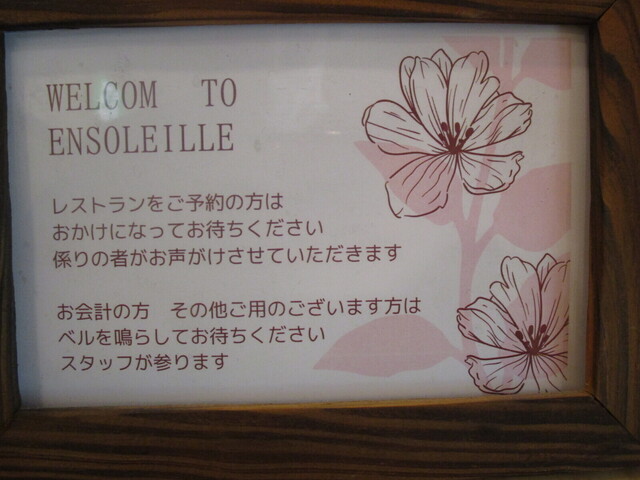 WELCOM TO
ENSOLEILLE
レストランをご予約の方は
おかけになってお待ちください
係りの者がお声がけさせていただきます
お会計の方　その他ご用のございます方は
ベルを鳴らしてお待ちください
スタッフが参ります